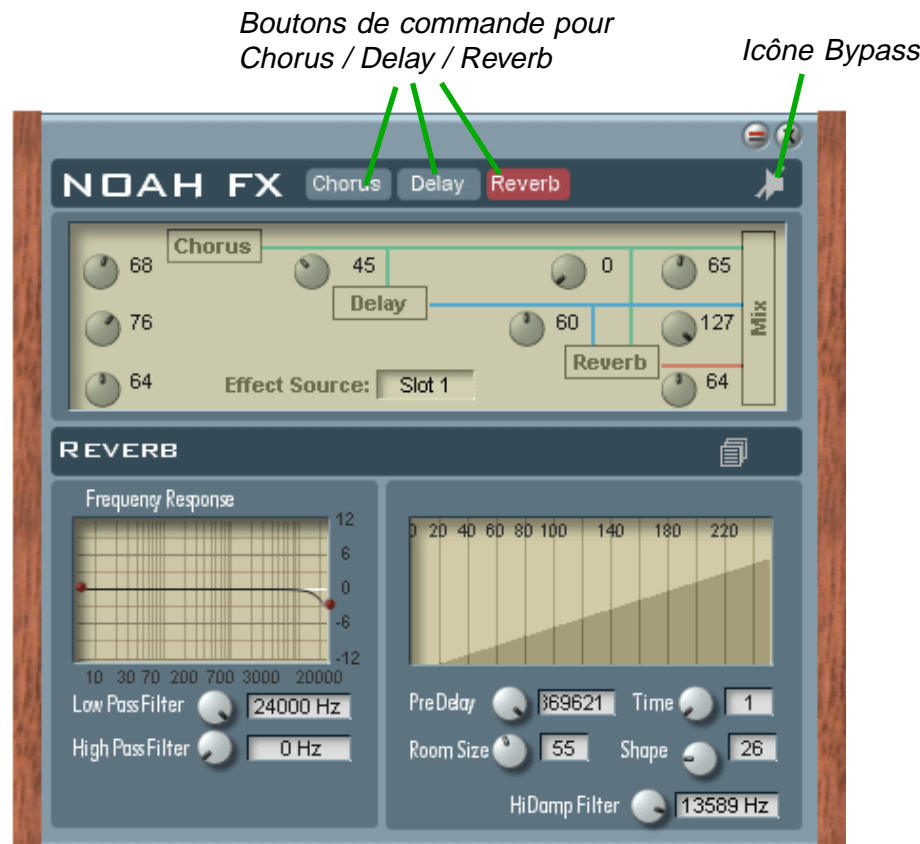 Boutons de commande pour
Chorus / Delay / Reverb
Icône Bypass
NOAH FX Chorus Delay Reverb
68 Chorus 45 0 65
Delay
76 60 127
Mix
Reverb
64 Effect Source: Slot 1 64
REVERB
Frequency Response
12
6
0
-6
-12
10 30 70 200 700 3000 20000
Low Pass Filter 24000 Hz
High Pass Filter 0 Hz
0 20 40 60 80 100 140 180 220
PreDelay 369621 Time 1
Room Size 55 Shape 26
HiDamp Filter 13589 Hz